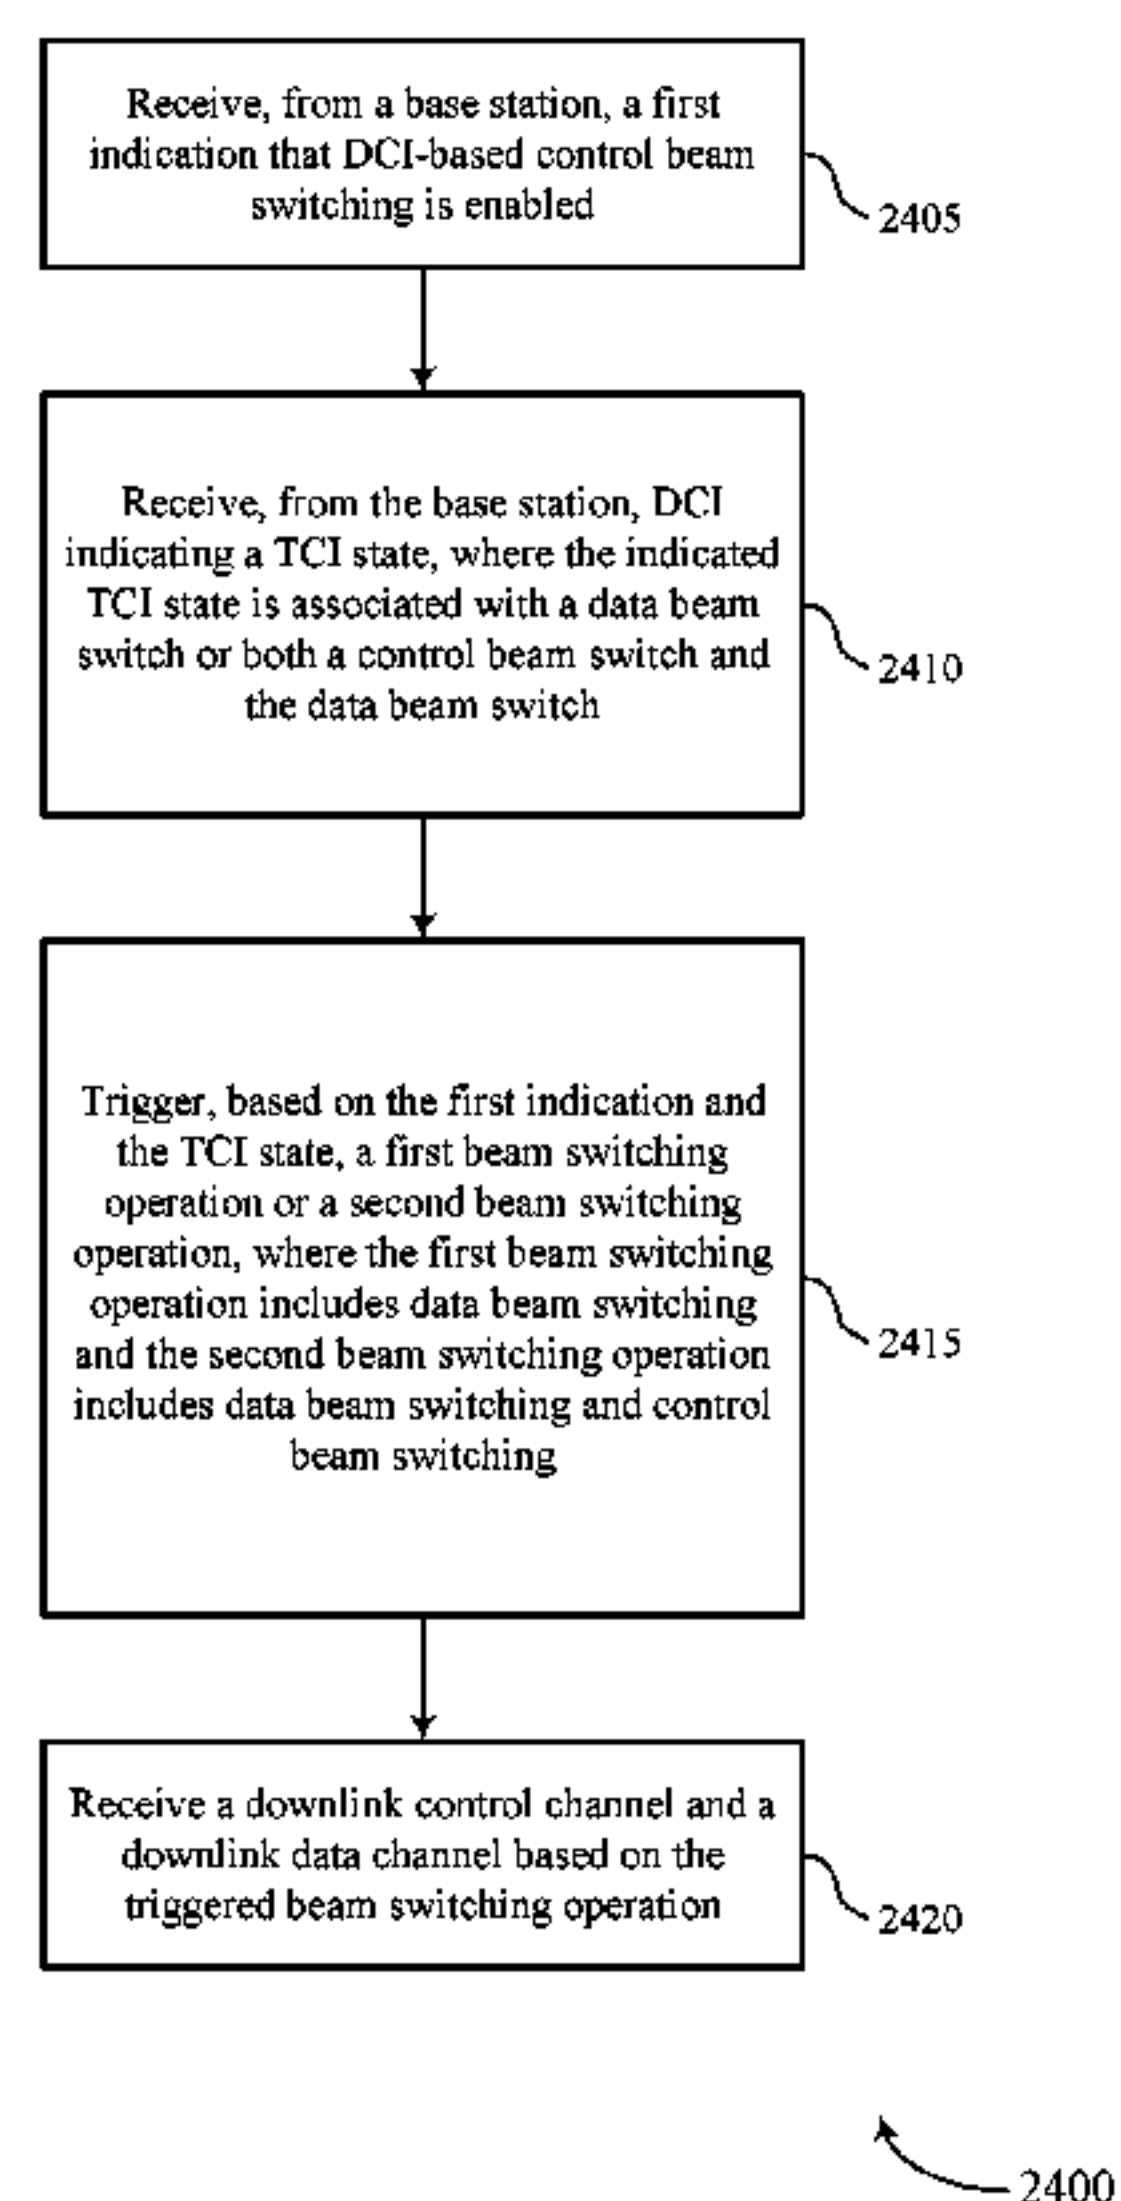 Receive, from a base station, a first
indication that DCI-based control beam
switching is enabled
2405
Receive, from the base station, DCI
indicating a TCI state, where the indicated
TCI state is associated with a data beam
switch or both a control beam switch and
the data beam switch
2410
Trigger, based on the first indication and
the TCI state, a first beam switching
operation or a second beam switching
operation, where the first beam switching
operation includes data beam switching
and the second beam switching operation
includes data beam switching and control
beam switching
2415
Receive a downlink control channel and a
downlink data channel based on the
triggered beam switching operation
2420
2400